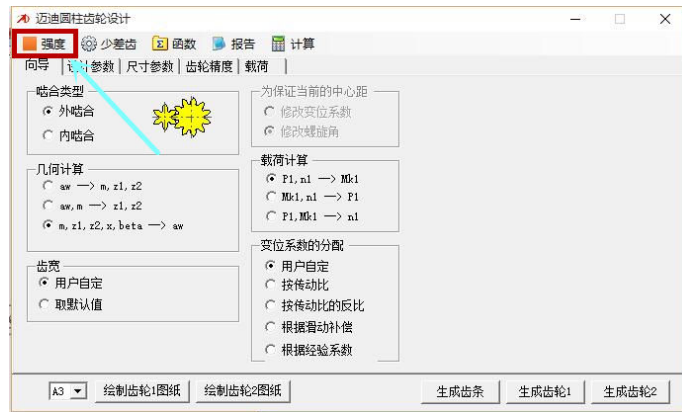 迈迪圆柱齿轮设计
强度 少差齿 函数 报告 计算
向导 设计参数 尺寸参数 齿轮精度 载荷
啮合类型
外啮合
内啮合
几何计算
aw —> m, z1, z2
aw, m —> z1, z2
m, z1, z2, x, beta —> aw
齿宽
用户自定
取默认值
为保证当前的中心距
修改变位系数
修改螺旋角
载荷计算
P1, n1 —> Mk1
Mk1, n1 —> P1
P1, Mk1 —> n1
变位系数的分配
用户自定
按传动比
按传动比的反比
根据滑动补偿
根据经验系数
A3 绘制齿轮1图纸 绘制齿轮2图纸 生成齿条 生成齿轮1 生成齿轮2